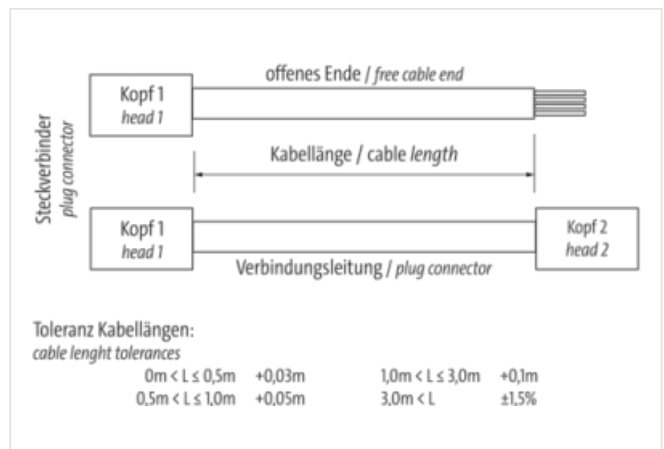 offenes Ende / free cable end
Kopf 1
head 1
Steckverbinder
plug connector
Kabellänge / cable length
Kopf 1
head 1
Kopf 2
head 2
Verbindungsleitung / plug connector
Toleranz Kabellängen:
cable lenght tolerances
0m < L ≤ 0,5m +0,03m 1,0m < L ≤ 3,0m +0,1m
0,5m < L ≤ 1,0m +0,05m 3,0m < L ±1,5%